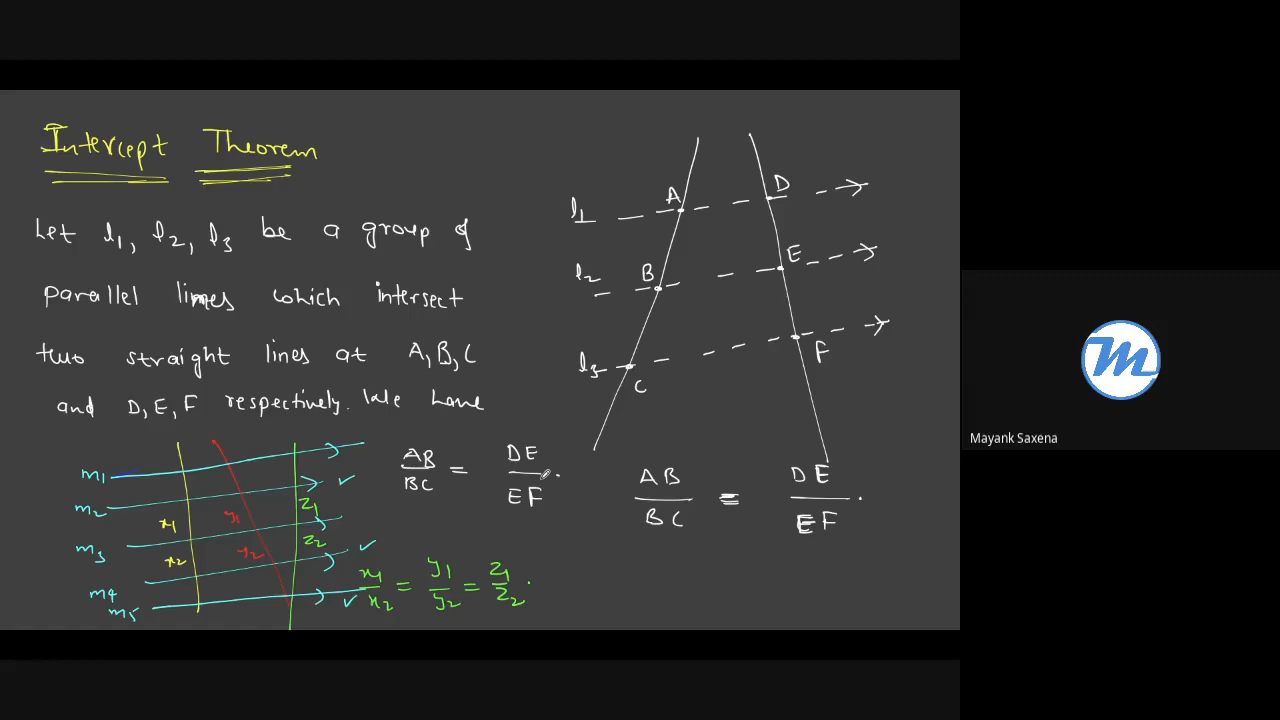 Intercept Theorem
Let l1, l2, l3 be a group of
parallel lines which intersect
two straight lines at A, B, C
and D, E, F respectively. We have
AB/BC = DE/EF.
m1
m2
m3
m4
m5
x1
x2
y1
y2
z1
z2
x1/x2 = y1/y2 = z1/z2.
l1
A
D
l2
B
E
l3
C
F
AB/BC = DE/EF.
M
Mayank Saxena